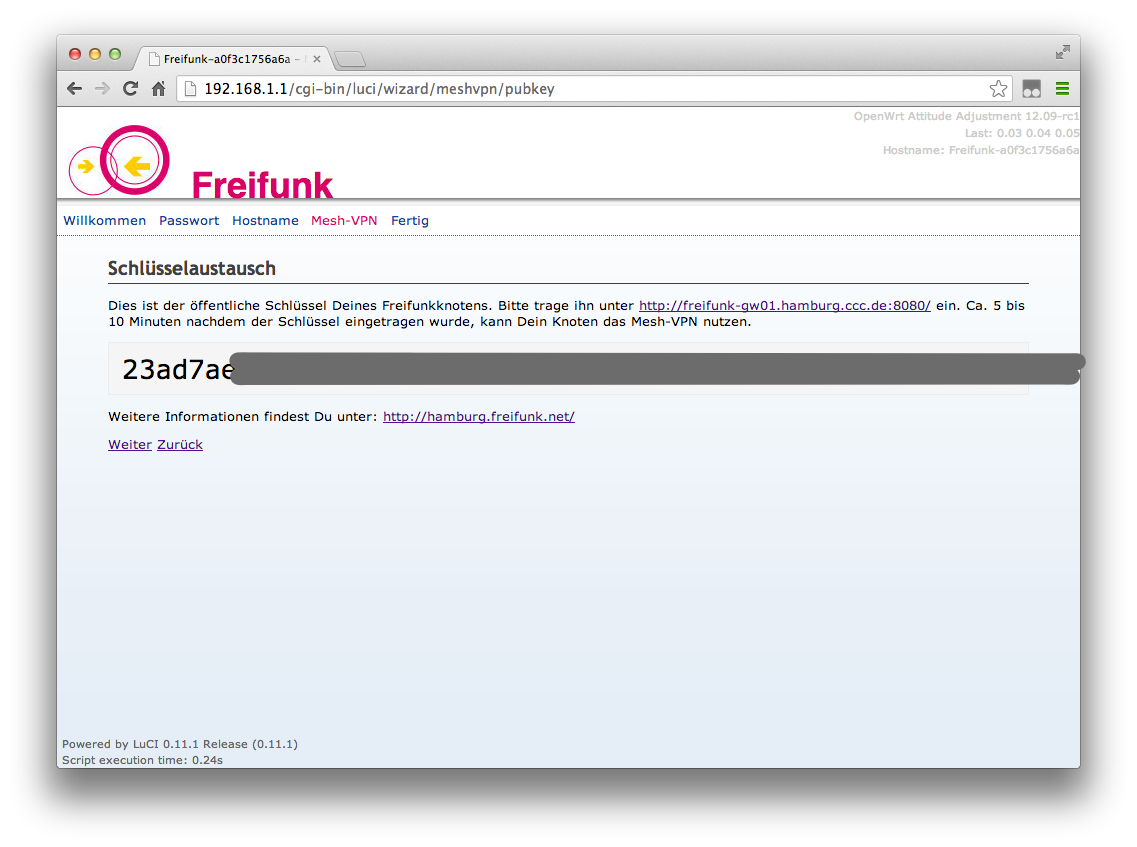 Freifunk-a0f3c1756a6a –
192.168.1.1/cgi-bin/luci/wizard/meshvpn/pubkey
OpenWrt Attitude Adjustment 12.09-rc1
Last: 0.03 0.04 0.05
Hostname: Freifunk-a0f3c1756a6a
Freifunk
Willkommen Passwort Hostname Mesh-VPN Fertig
Schlüsselaustausch
Dies ist der öffentliche Schlüssel Deines Freifunkknotens. Bitte trage ihn unter http://freifunk-gw01.hamburg.ccc.de:8080/ ein. Ca. 5 bis
10 Minuten nachdem der Schlüssel eingetragen wurde, kann Dein Knoten das Mesh-VPN nutzen.
23ad7ae
Weitere Informationen findest Du unter: http://hamburg.freifunk.net/
Weiter Zurück
Powered by LuCI 0.11.1 Release (0.11.1)
Script execution time: 0.24s